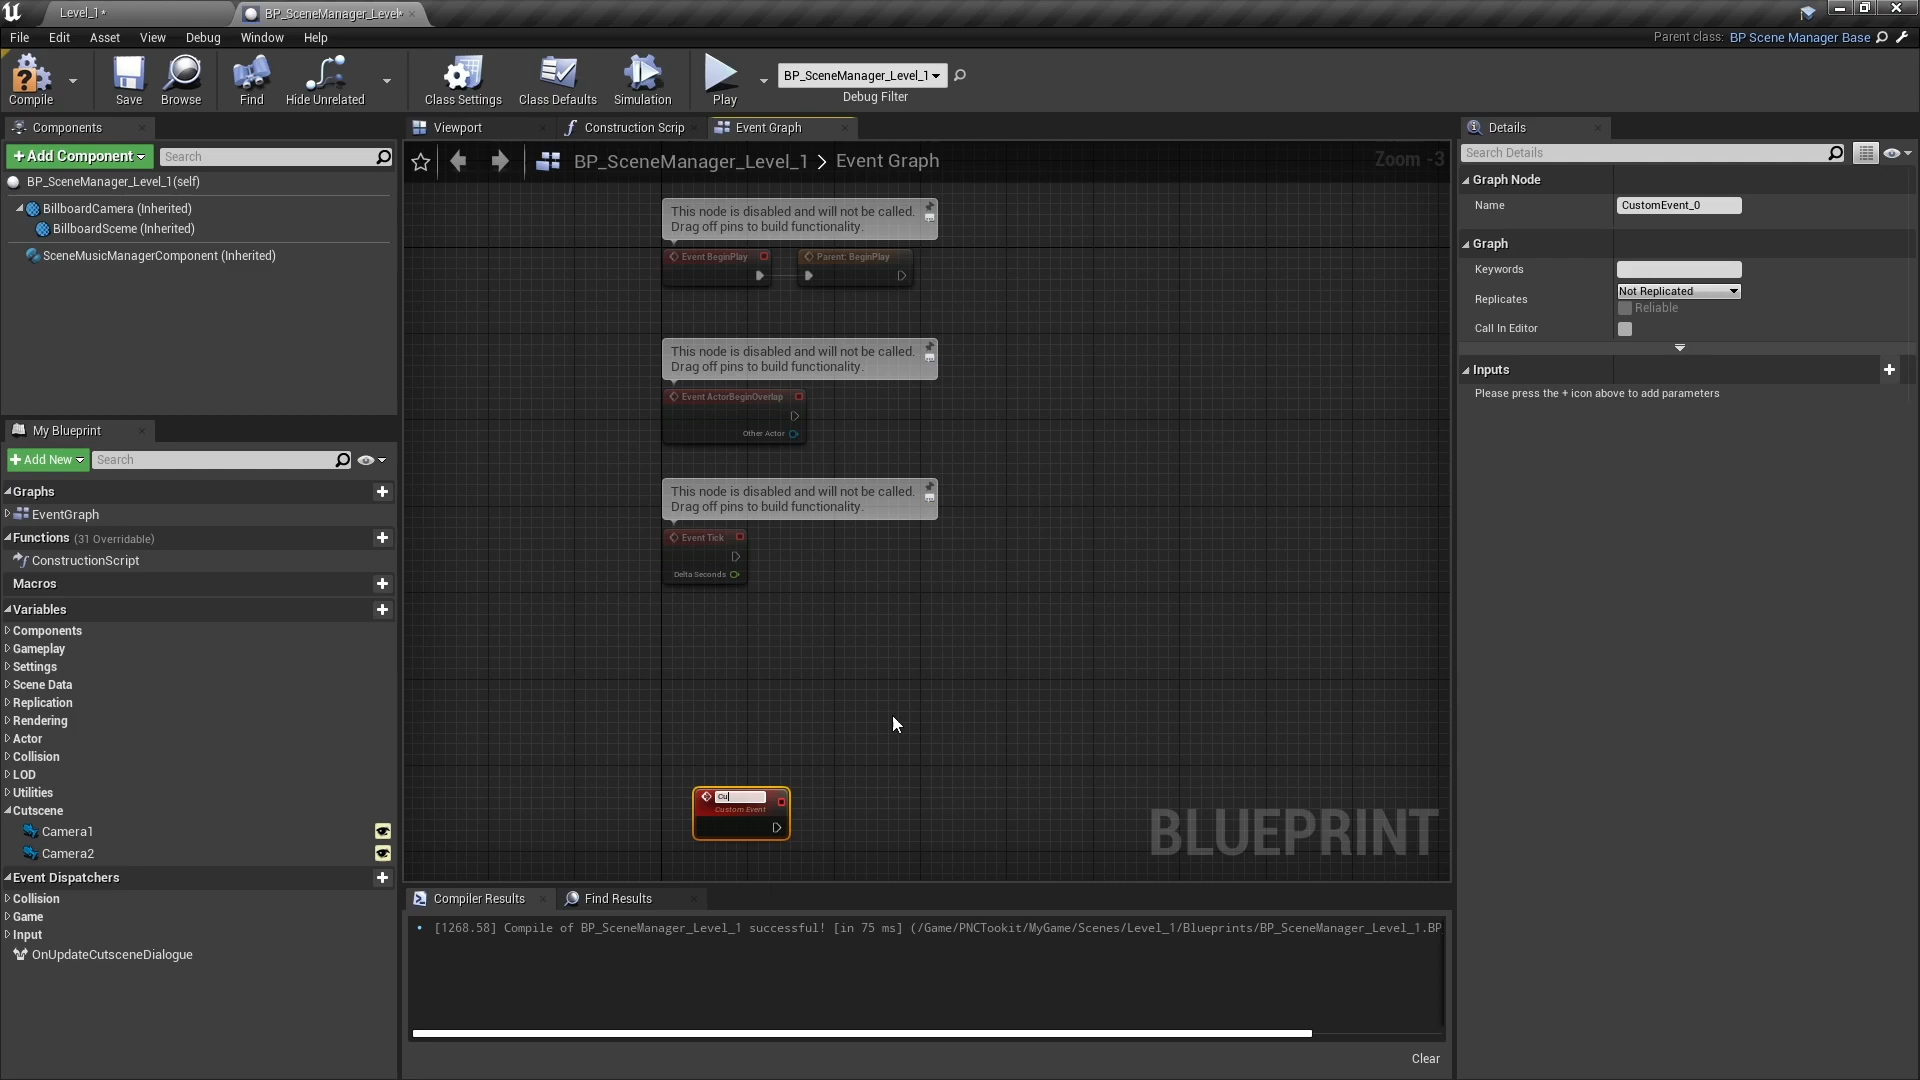 Level_1*
BP_SceneManager_Level*
File Edit Asset View Debug Window Help
Parent class: BP Scene Manager Base
Compile
Save
Browse
Find
Hide Unrelated
Class Settings
Class Defaults
Simulation
Play
BP_SceneManager_Level_1
Debug Filter
Components
+Add Component
Search
BP_SceneManager_Level_1(self)
BillboardCamera (Inherited)
BillboardSceme (Inherited)
SceneMusicManagerComponent (Inherited)
My Blueprint
+Add New
Search
Graphs
EventGraph
Functions (31 Overridable)
ConstructionScript
Macros
Variables
Components
Gameplay
Settings
Scene Data
Replication
Rendering
Actor
Collision
LOD
Utilities
Cutscene
Camera1
Camera2
Event Dispatchers
Collision
Game
Input
OnUpdateCutsceneDialogue
Viewport
Construction Scrip
Event Graph
BP_SceneManager_Level_1 > Event Graph
Zoom -3
This node is disabled and will not be called.
Drag off pins to build functionality.
Event BeginPlay
Parent: BeginPlay
This node is disabled and will not be called.
Drag off pins to build functionality.
Event ActorBeginOverlap
Other Actor
This node is disabled and will not be called.
Drag off pins to build functionality.
Event Tick
Delta Seconds
Cu
Custom Event
BLUEPRINT
Compiler Results
Find Results
[1268.58] Compile of BP_SceneManager_Level_1 successful! [in 75 ms] (/Game/PNCTookit/MyGame/Scenes/Level_1/Blueprints/BP_SceneManager_Level_1.BP
Clear
Details
Search Details
Graph Node
Name
CustomEvent_0
Graph
Keywords
Replicates
Not Replicated
Reliable
Call In Editor
Inputs
Please press the + icon above to add parameters